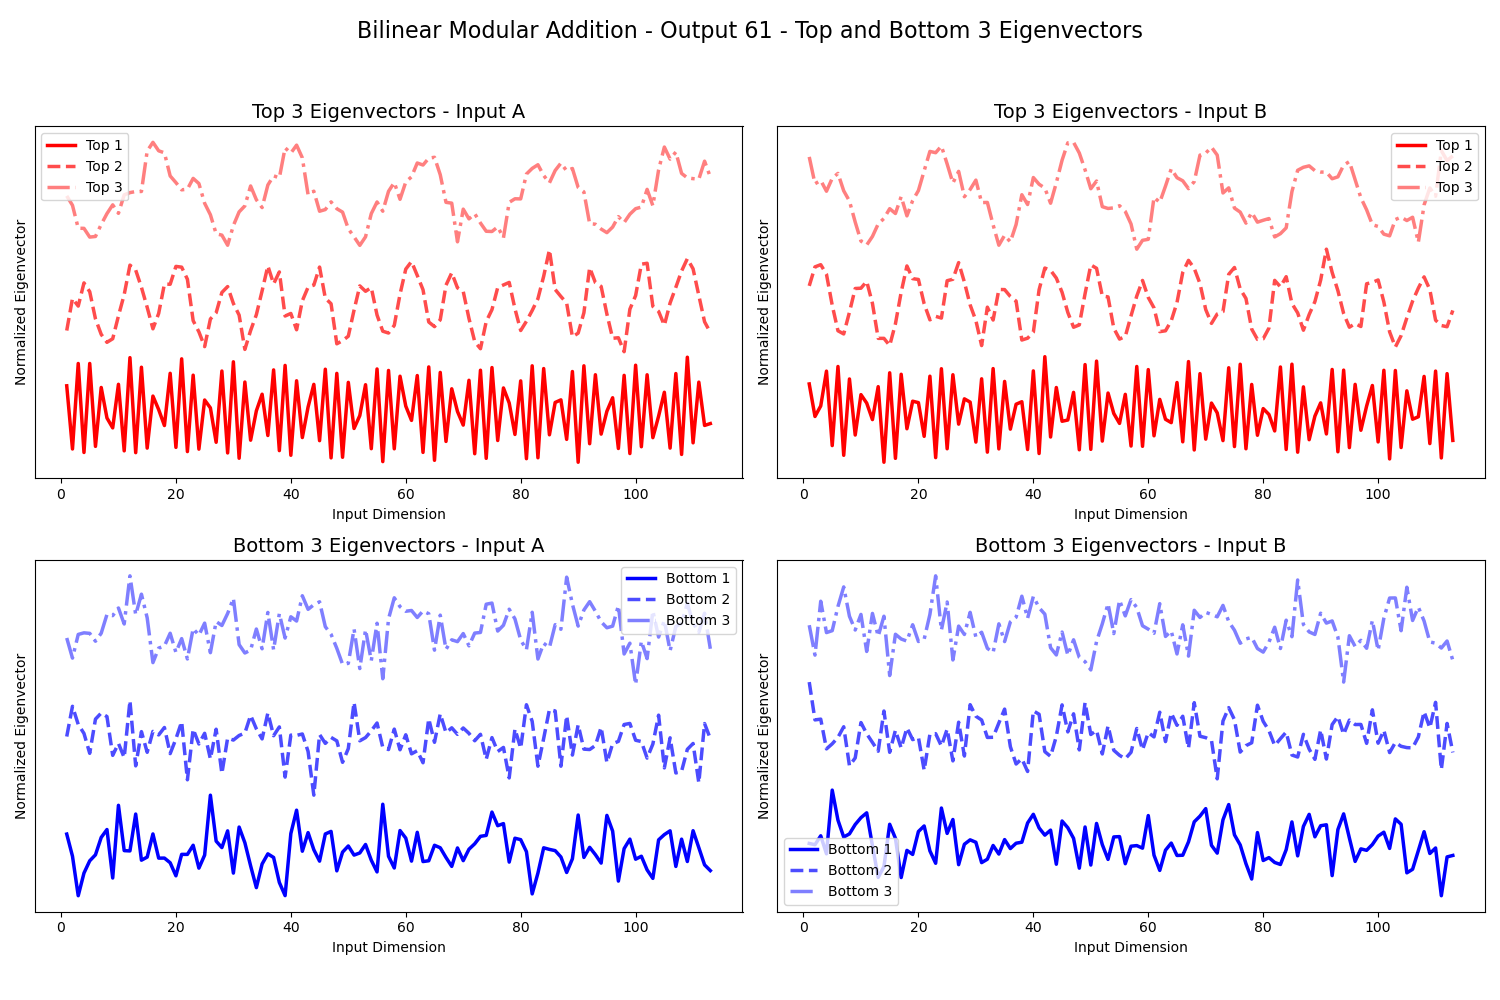 Bilinear Modular Addition - Output 61 - Top and Bottom 3 Eigenvectors
Top 3 Eigenvectors - Input A
Top 1
Top 2
Top 3
Normalized Eigenvector
0 20 40 60 80 100
Input Dimension
Top 3 Eigenvectors - Input B
Top 1
Top 2
Top 3
Normalized Eigenvector
0 20 40 60 80 100
Input Dimension
Bottom 3 Eigenvectors - Input A
Bottom 1
Bottom 2
Bottom 3
Normalized Eigenvector
0 20 40 60 80 100
Input Dimension
Bottom 3 Eigenvectors - Input B
Normalized Eigenvector
Bottom 1
Bottom 2
Bottom 3
0 20 40 60 80 100
Input Dimension